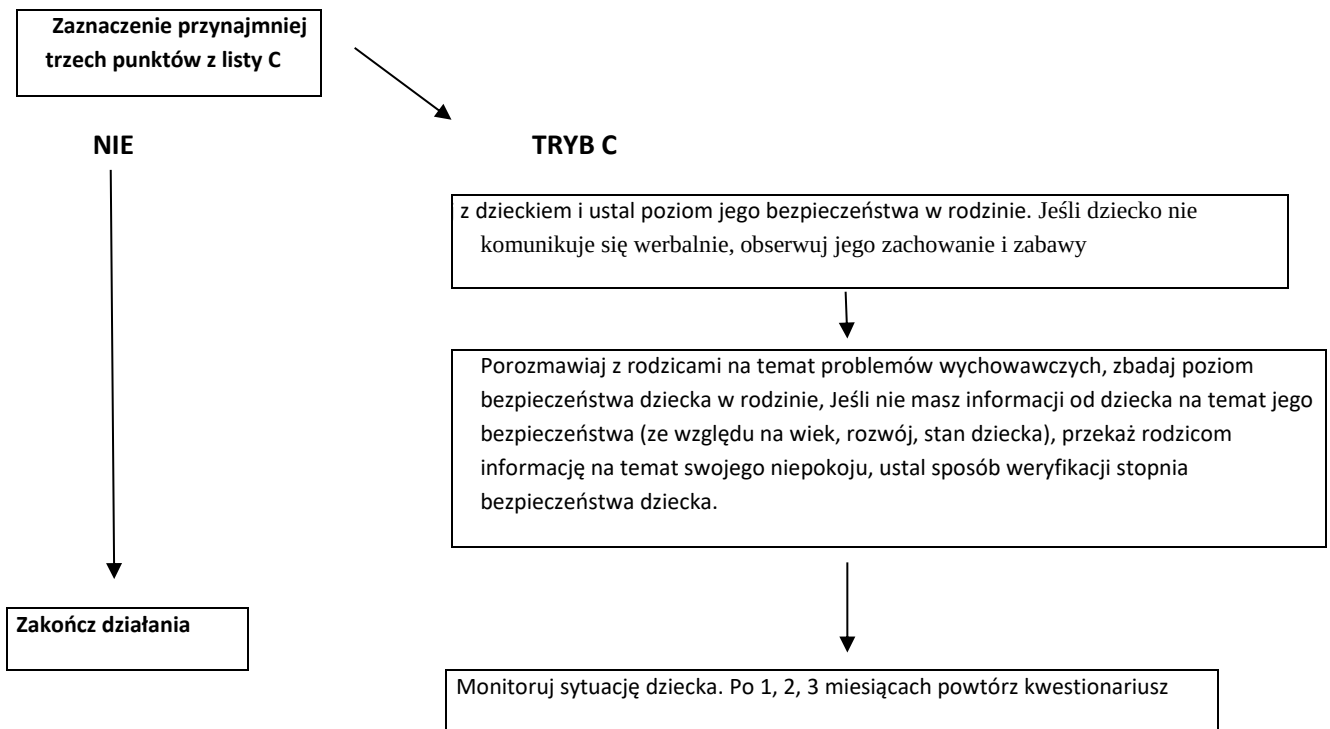 Zaznaczenie przynajmniej
trzech punktów z listy C
NIE
TRYB C
z dzieckiem i ustal poziom jego bezpieczeństwa w rodzinie. Jeśli dziecko nie
komunikuje się werbalnie, obserwuj jego zachowanie i zabawy
Porozmawiaj z rodzicami na temat problemów wychowawczych, zbadaj poziom
bezpieczeństwa dziecka w rodzinie, Jeśli nie masz informacji od dziecka na temat jego
bezpieczeństwa (ze względu na wiek, rozwój, stan dziecka), przekaż rodzicom
informację na temat swojego niepokoju, ustal sposób weryfikacji stopnia
bezpieczeństwa dziecka.
Zakończ działania
Monitoruj sytuację dziecka. Po 1, 2, 3 miesiącach powtórz kwestionariusz